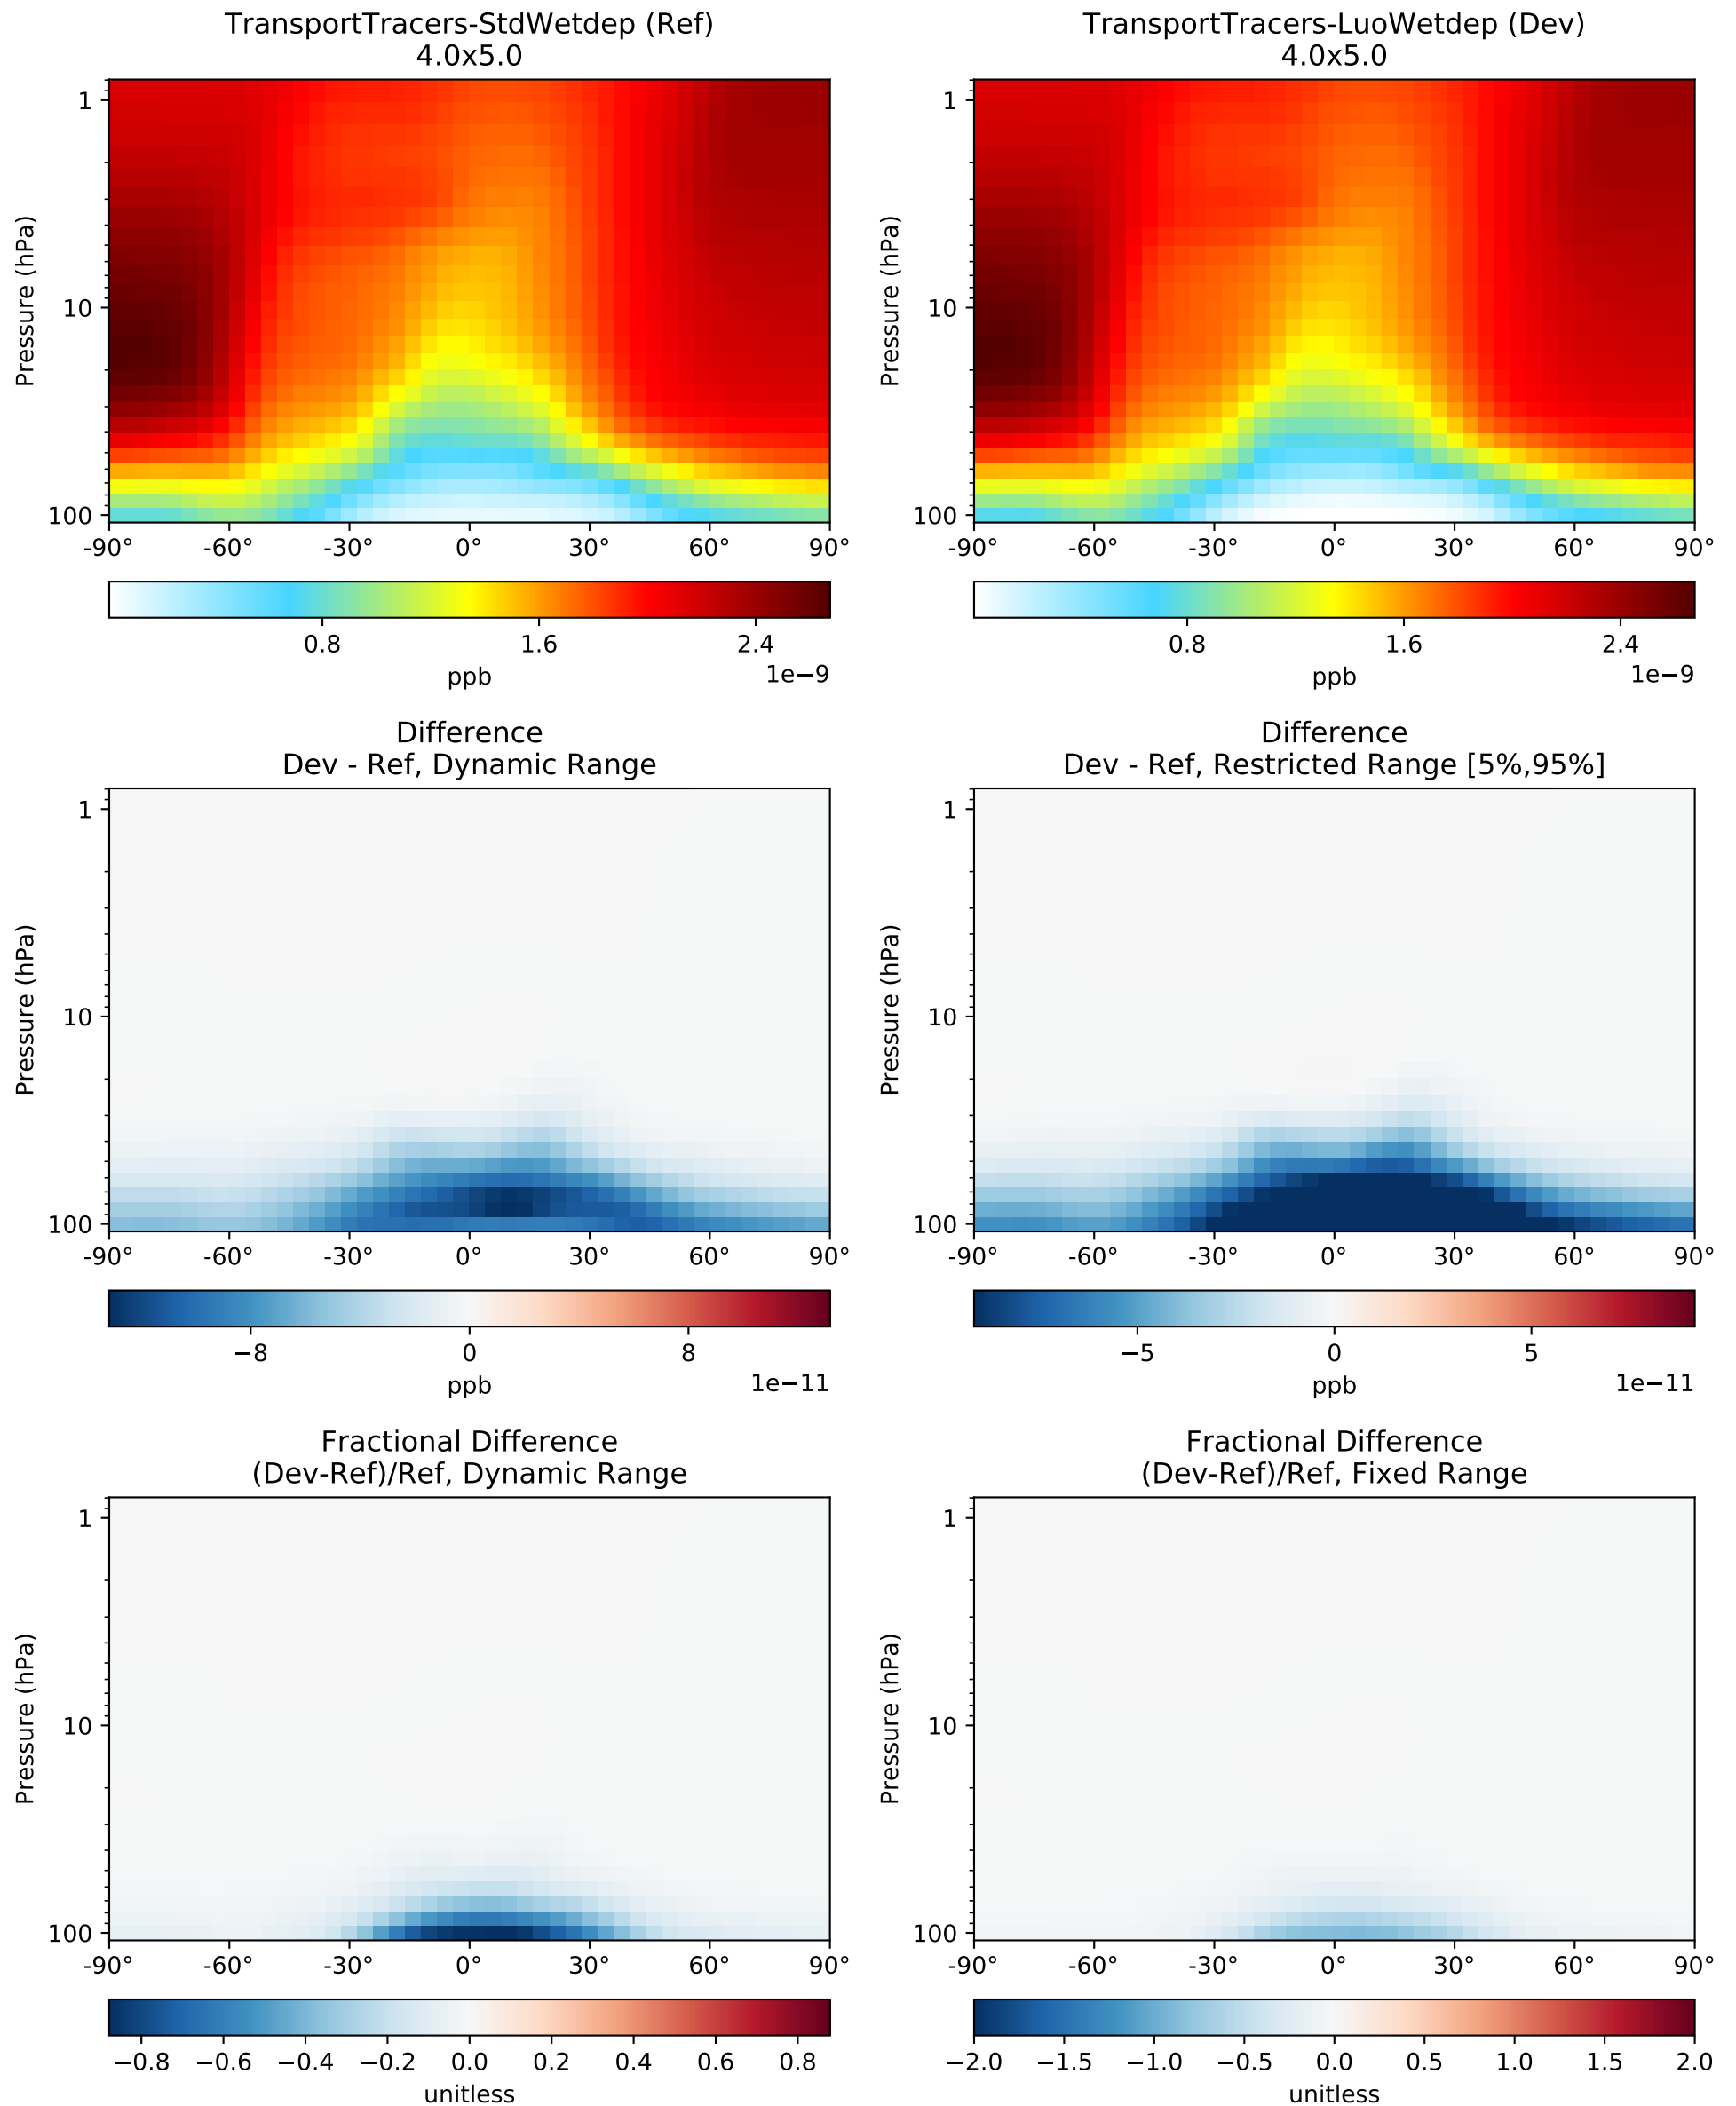 TransportTracers-StdWetdep (Ref)
4.0x5.0
Pressure (hPa)
1
10
100
-90° -60° -30° 0° 30° 60° 90°
0.8 1.6 2.4
ppb
1e−9
TransportTracers-LuoWetdep (Dev)
4.0x5.0
Pressure (hPa)
1
10
100
-90° -60° -30° 0° 30° 60° 90°
0.8 1.6 2.4
ppb
1e−9
Difference
Dev - Ref, Dynamic Range
Pressure (hPa)
1
10
100
-90° -60° -30° 0° 30° 60° 90°
−8 0 8
ppb
1e−11
Difference
Dev - Ref, Restricted Range [5%,95%]
Pressure (hPa)
1
10
100
-90° -60° -30° 0° 30° 60° 90°
−5 0 5
ppb
1e−11
Fractional Difference
(Dev-Ref)/Ref, Dynamic Range
Pressure (hPa)
1
10
100
-90° -60° -30° 0° 30° 60° 90°
−0.8 −0.6 −0.4 −0.2 0.0 0.2 0.4 0.6 0.8
unitless
Fractional Difference
(Dev-Ref)/Ref, Fixed Range
Pressure (hPa)
1
10
100
-90° -60° -30° 0° 30° 60° 90°
−2.0 −1.5 −1.0 −0.5 0.0 0.5 1.0 1.5 2.0
unitless